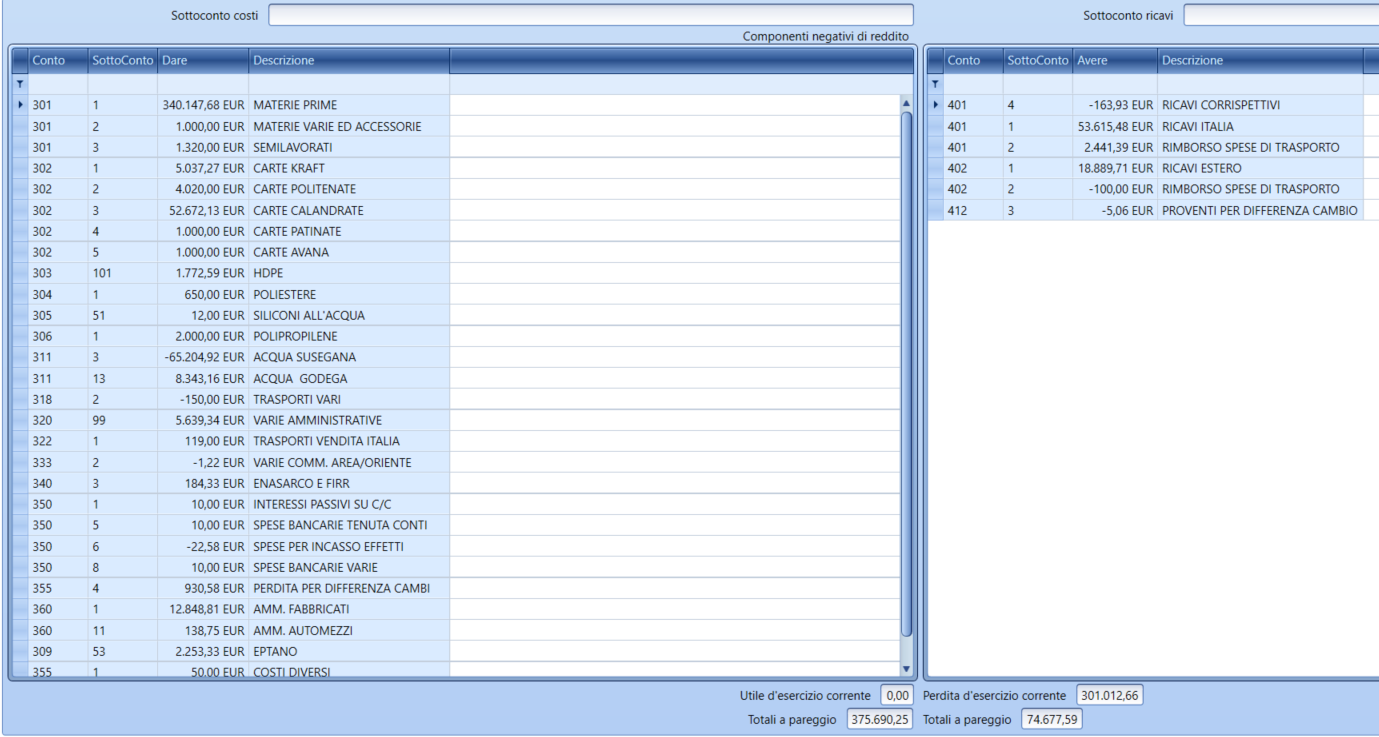 Sottoconto costi
Sottoconto ricavi
Componenti negativi di reddito
Conto SottoConto Dare Descrizione
301 1 340.147,68 EUR MATERIE PRIME
301 2 1.000,00 EUR MATERIE VARIE ED ACCESSORIE
301 3 1.320,00 EUR SEMILAVORATI
302 1 5.037,27 EUR CARTE KRAFT
302 2 4.020,00 EUR CARTE POLITENATE
302 3 52.672,13 EUR CARTE CALANDRATE
302 4 1.000,00 EUR CARTE PATINATE
302 5 1.000,00 EUR CARTE AVANA
303 101 1.772,59 EUR HDPE
304 1 650,00 EUR POLIESTERE
305 51 12,00 EUR SILICONI ALL'ACQUA
306 1 2.000,00 EUR POLIPROPILENE
311 3 -65.204,92 EUR ACQUA SUSEGANA
311 13 8.343,16 EUR ACQUA GODEGA
318 2 -150,00 EUR TRASPORTI VARI
320 99 5.639,34 EUR VARIE AMMINISTRATIVE
322 1 119,00 EUR TRASPORTI VENDITA ITALIA
333 2 -1,22 EUR VARIE COMM. AREA/ORIENTE
340 3 184,33 EUR ENASARCO E FIRR
350 1 10,00 EUR INTERESSI PASSIVI SU C/C
350 5 10,00 EUR SPESE BANCARIE TENUTA CONTI
350 6 -22,58 EUR SPESE PER INCASSO EFFETTI
350 8 10,00 EUR SPESE BANCARIE VARIE
355 4 930,58 EUR PERDITA PER DIFFERENZA CAMBI
360 1 12.848,81 EUR AMM. FABBRICATI
360 11 138,75 EUR AMM. AUTOMEZZI
309 53 2.253,33 EUR EPTANO
355 1 50,00 EUR COSTI DIVERSI
Conto SottoConto Avere Descrizione
401 4 -163,93 EUR RICAVI CORRISPETTIVI
401 1 53.615,48 EUR RICAVI ITALIA
401 2 2.441,39 EUR RIMBORSO SPESE DI TRASPORTO
402 1 18.889,71 EUR RICAVI ESTERO
402 2 -100,00 EUR RIMBORSO SPESE DI TRASPORTO
412 3 -5,06 EUR PROVENTI PER DIFFERENZA CAMBIO
Utile d'esercizio corrente 0,00 Perdita d'esercizio corrente 301.012,66
Totali a pareggio 375.690,25 Totali a pareggio 74.677,59